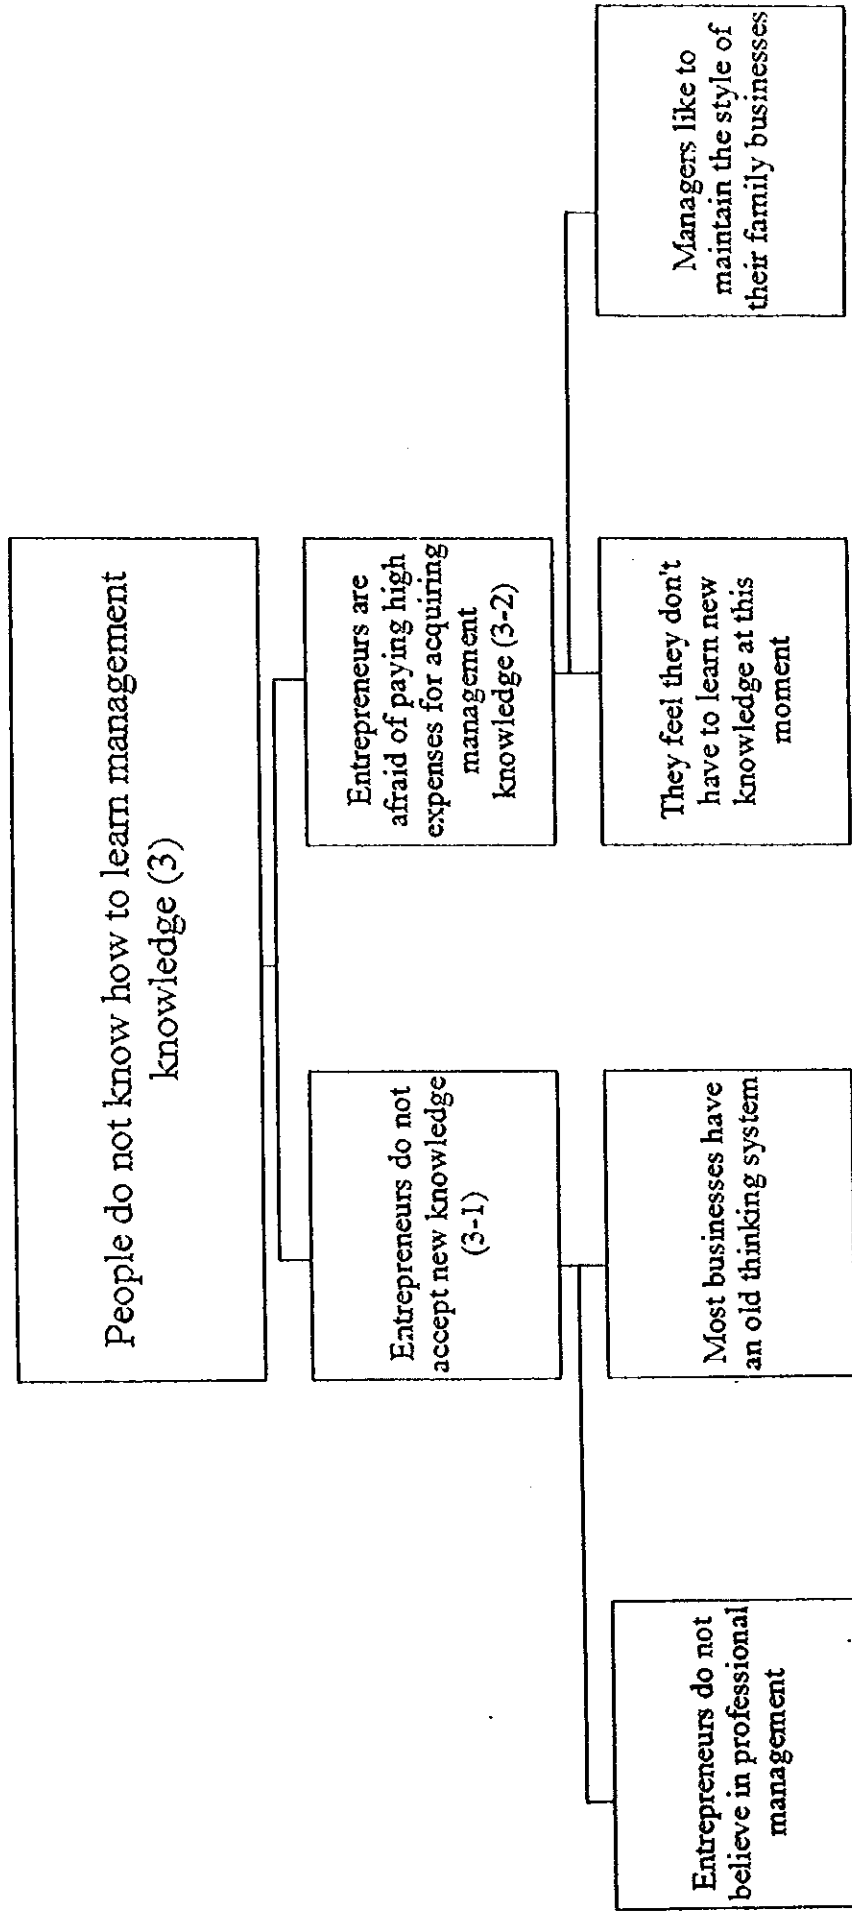 People do not know how to learn management
knowledge (3)
Entrepreneurs do not
accept new knowledge
(3-1)
Entrepreneurs are
afraid of paying high
expenses for acquiring
management
knowledge (3-2)
Entrepreneurs do not
believe in professional
management
Most businesses have
an old thinking system
They feel they don't
have to learn new
knowledge at this
moment
Managers like to
maintain the style of
their family businesses